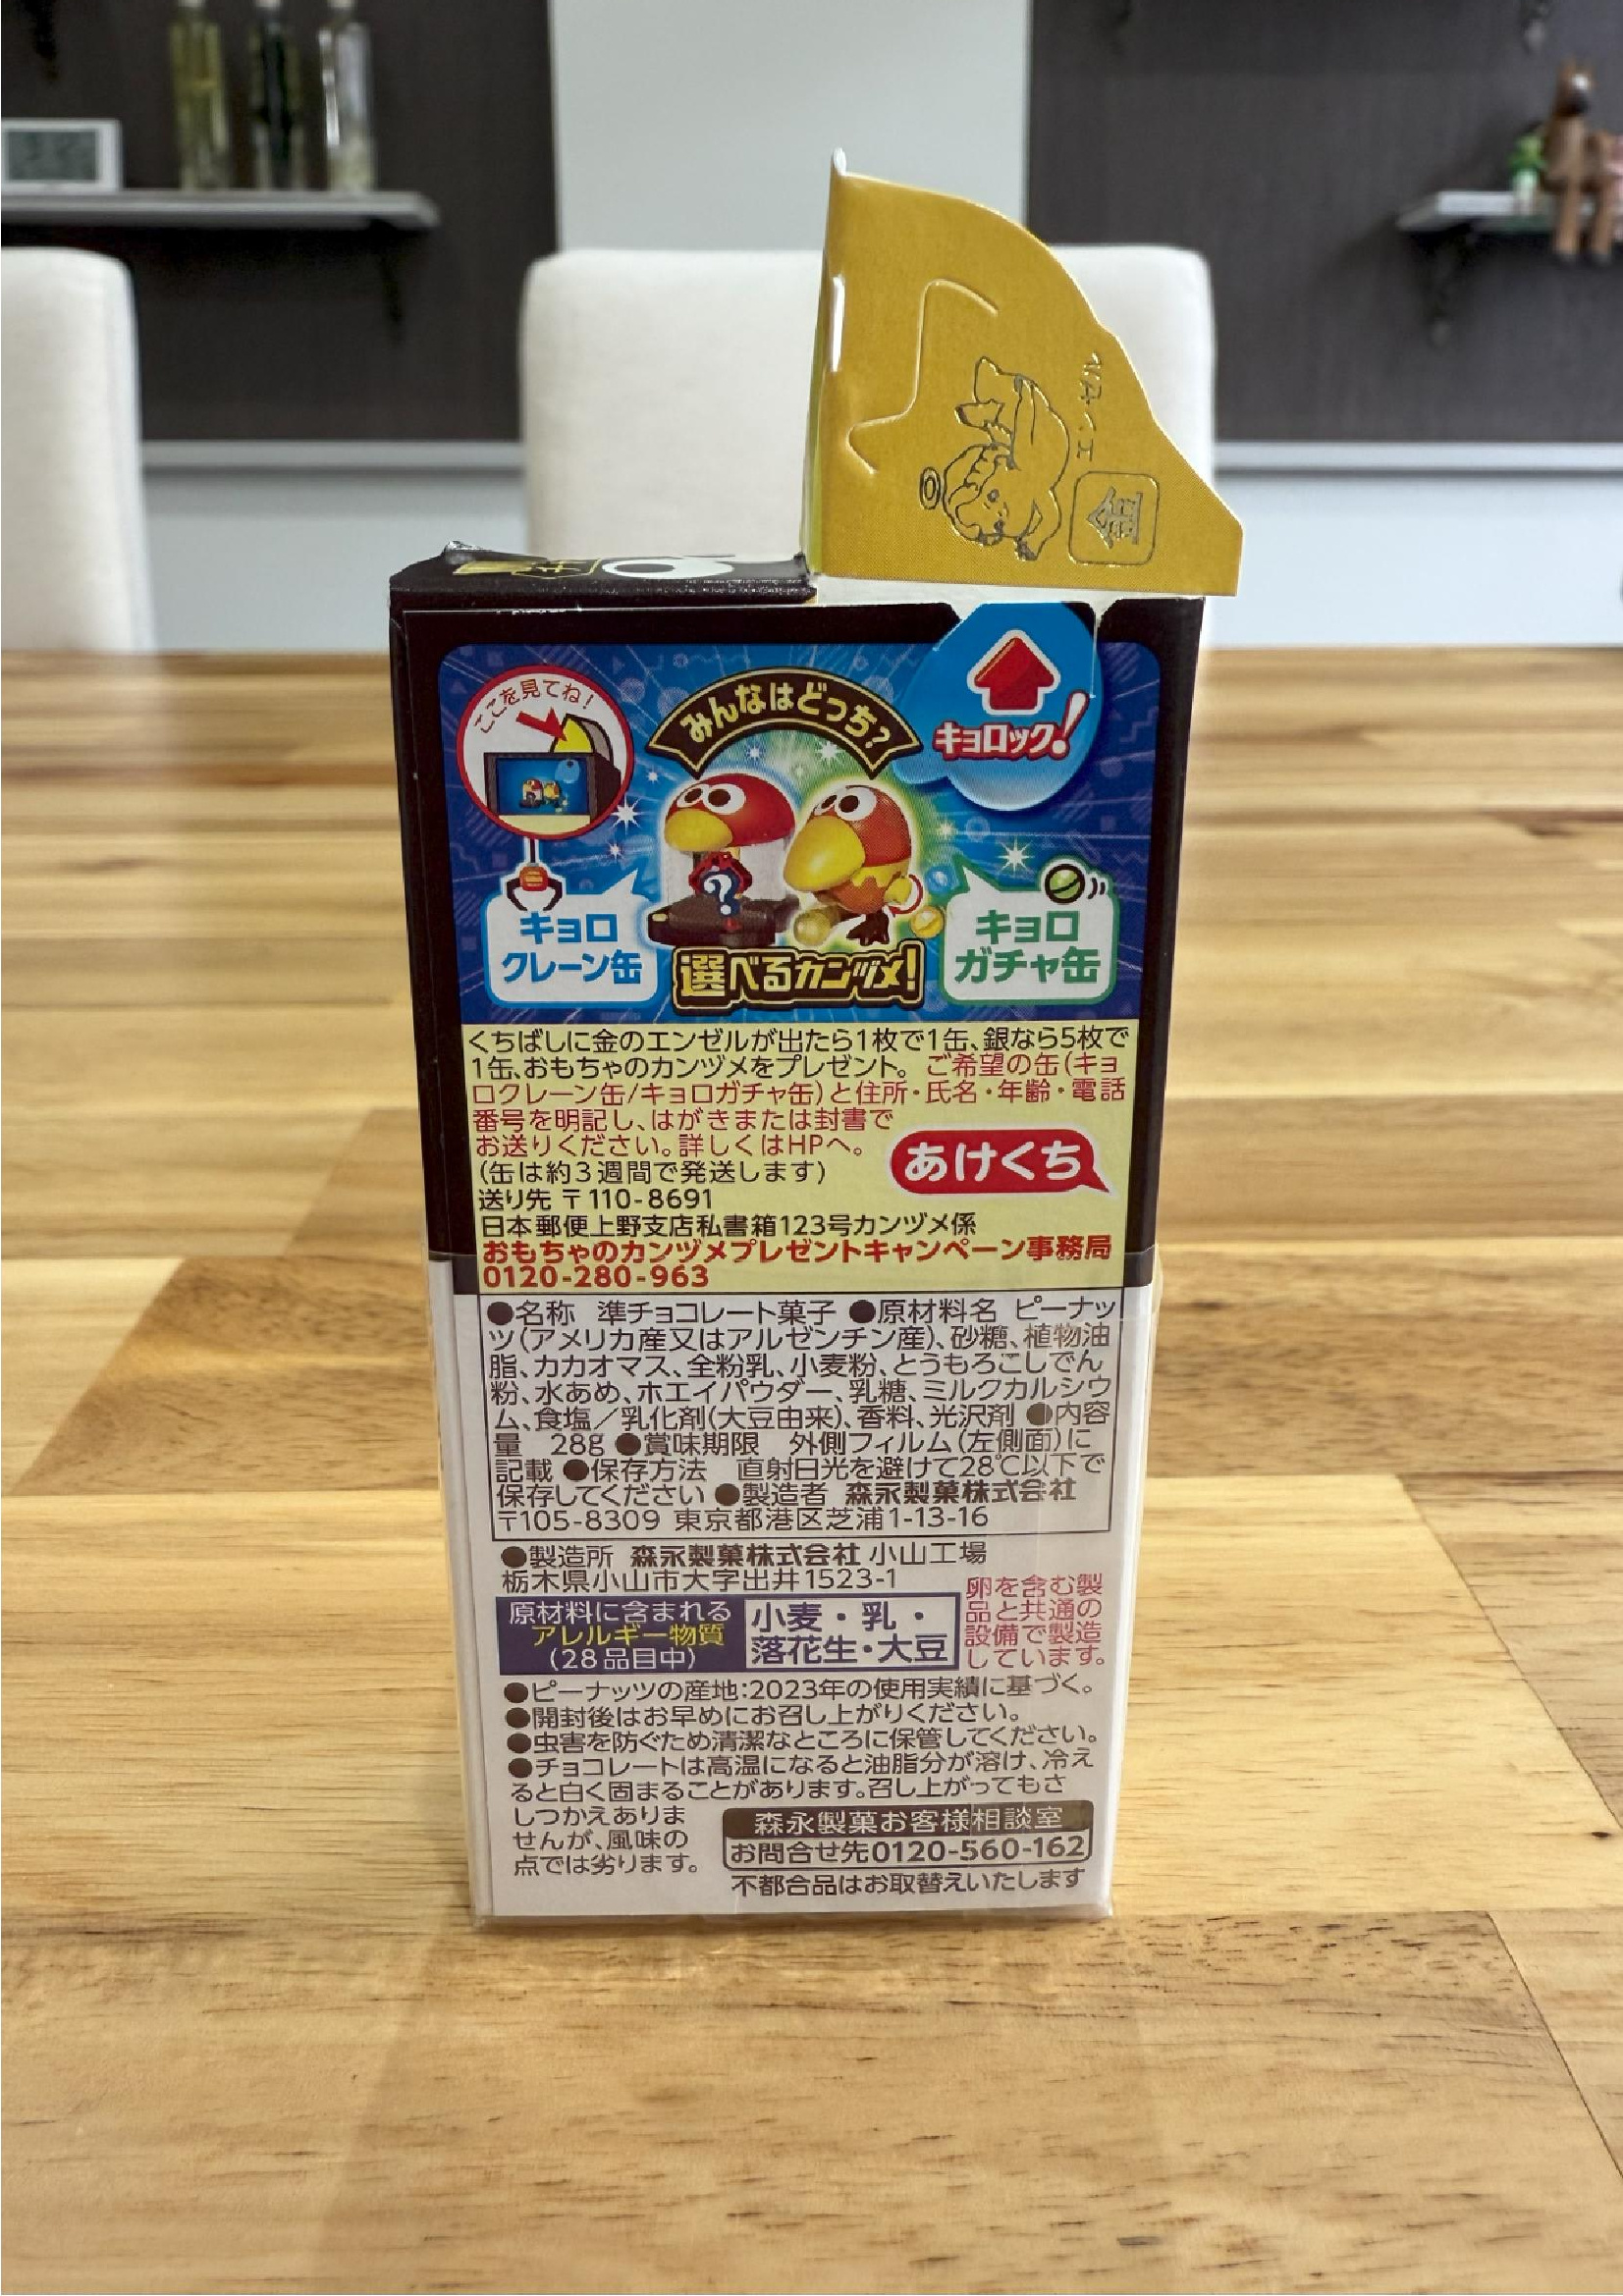 エンゼル
金
ここを見てね!
みんなはどっち?
キョロック!
キョロ
クレーン缶
選べるカンヅメ!
キョロ
ガチャ缶
くちばしに金のエンゼルが出たら1枚で1缶、銀なら5枚で
1缶、おもちゃのカンヅメをプレゼント。ご希望の缶(キョ
ロクレーン缶/キョロガチャ缶)と住所・氏名・年齢・電話
番号を明記し、はがきまたは封書で
お送りください。詳しくはHPへ。
(缶は約3週間で発送します)
あけくち
送り先 〒110-8691
日本郵便上野支店私書箱123号カンヅメ係
おもちゃのカンヅメプレゼントキャンペーン事務局
0120-280-963
●名称 準チョコレート菓子 ●原材料名 ピーナッ
ツ(アメリカ産又はアルゼンチン産)、砂糖、植物油
脂、カカオマス、全粉乳、小麦粉、とうもろこしでん
粉、水あめ、ホエイパウダー、乳糖、ミルクカルシウ
ム、食塩/乳化剤(大豆由来)、香料、光沢剤 ●内容
量 28g ●賞味期限 外側フィルム(左側面)に
記載 ●保存方法 直射日光を避けて28℃以下で
保存してください ●製造者 森永製菓株式会社
〒105-8309 東京都港区芝浦1-13-16
●製造所 森永製菓株式会社 小山工場
栃木県小山市大字出井1523-1
原材料に含まれる
アレルギー物質
(28品目中)
小麦・乳・
落花生・大豆
卵を含む製
品と共通の
設備で製造
しています。
●ピーナッツの産地:2023年の使用実績に基づく。
●開封後はお早めにお召し上がりください。
●虫害を防ぐため清潔なところに保管してください。
●チョコレートは高温になると油脂分が溶け、冷え
ると白く固まることがあります。召し上がってもさ
しつかえありま
せんが、風味の
点では劣ります。
森永製菓お客様相談室
お問合せ先0120-560-162
不都合品はお取替えいたします